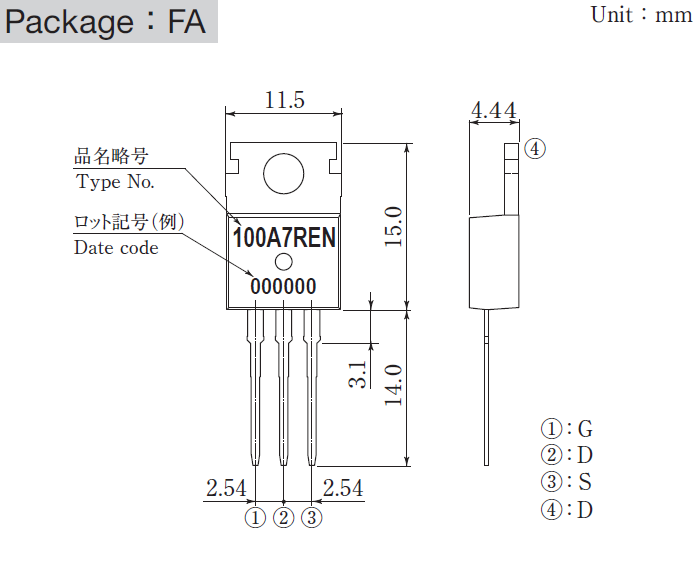 Package：FA
Unit：mm
11.5
4.44
④
品名略号
Type No.
ロット記号(例)
Date code
100A7REN
000000
15.0
3.1
14.0
2.54
2.54
① ② ③
①：G
②：D
③：S
④：D